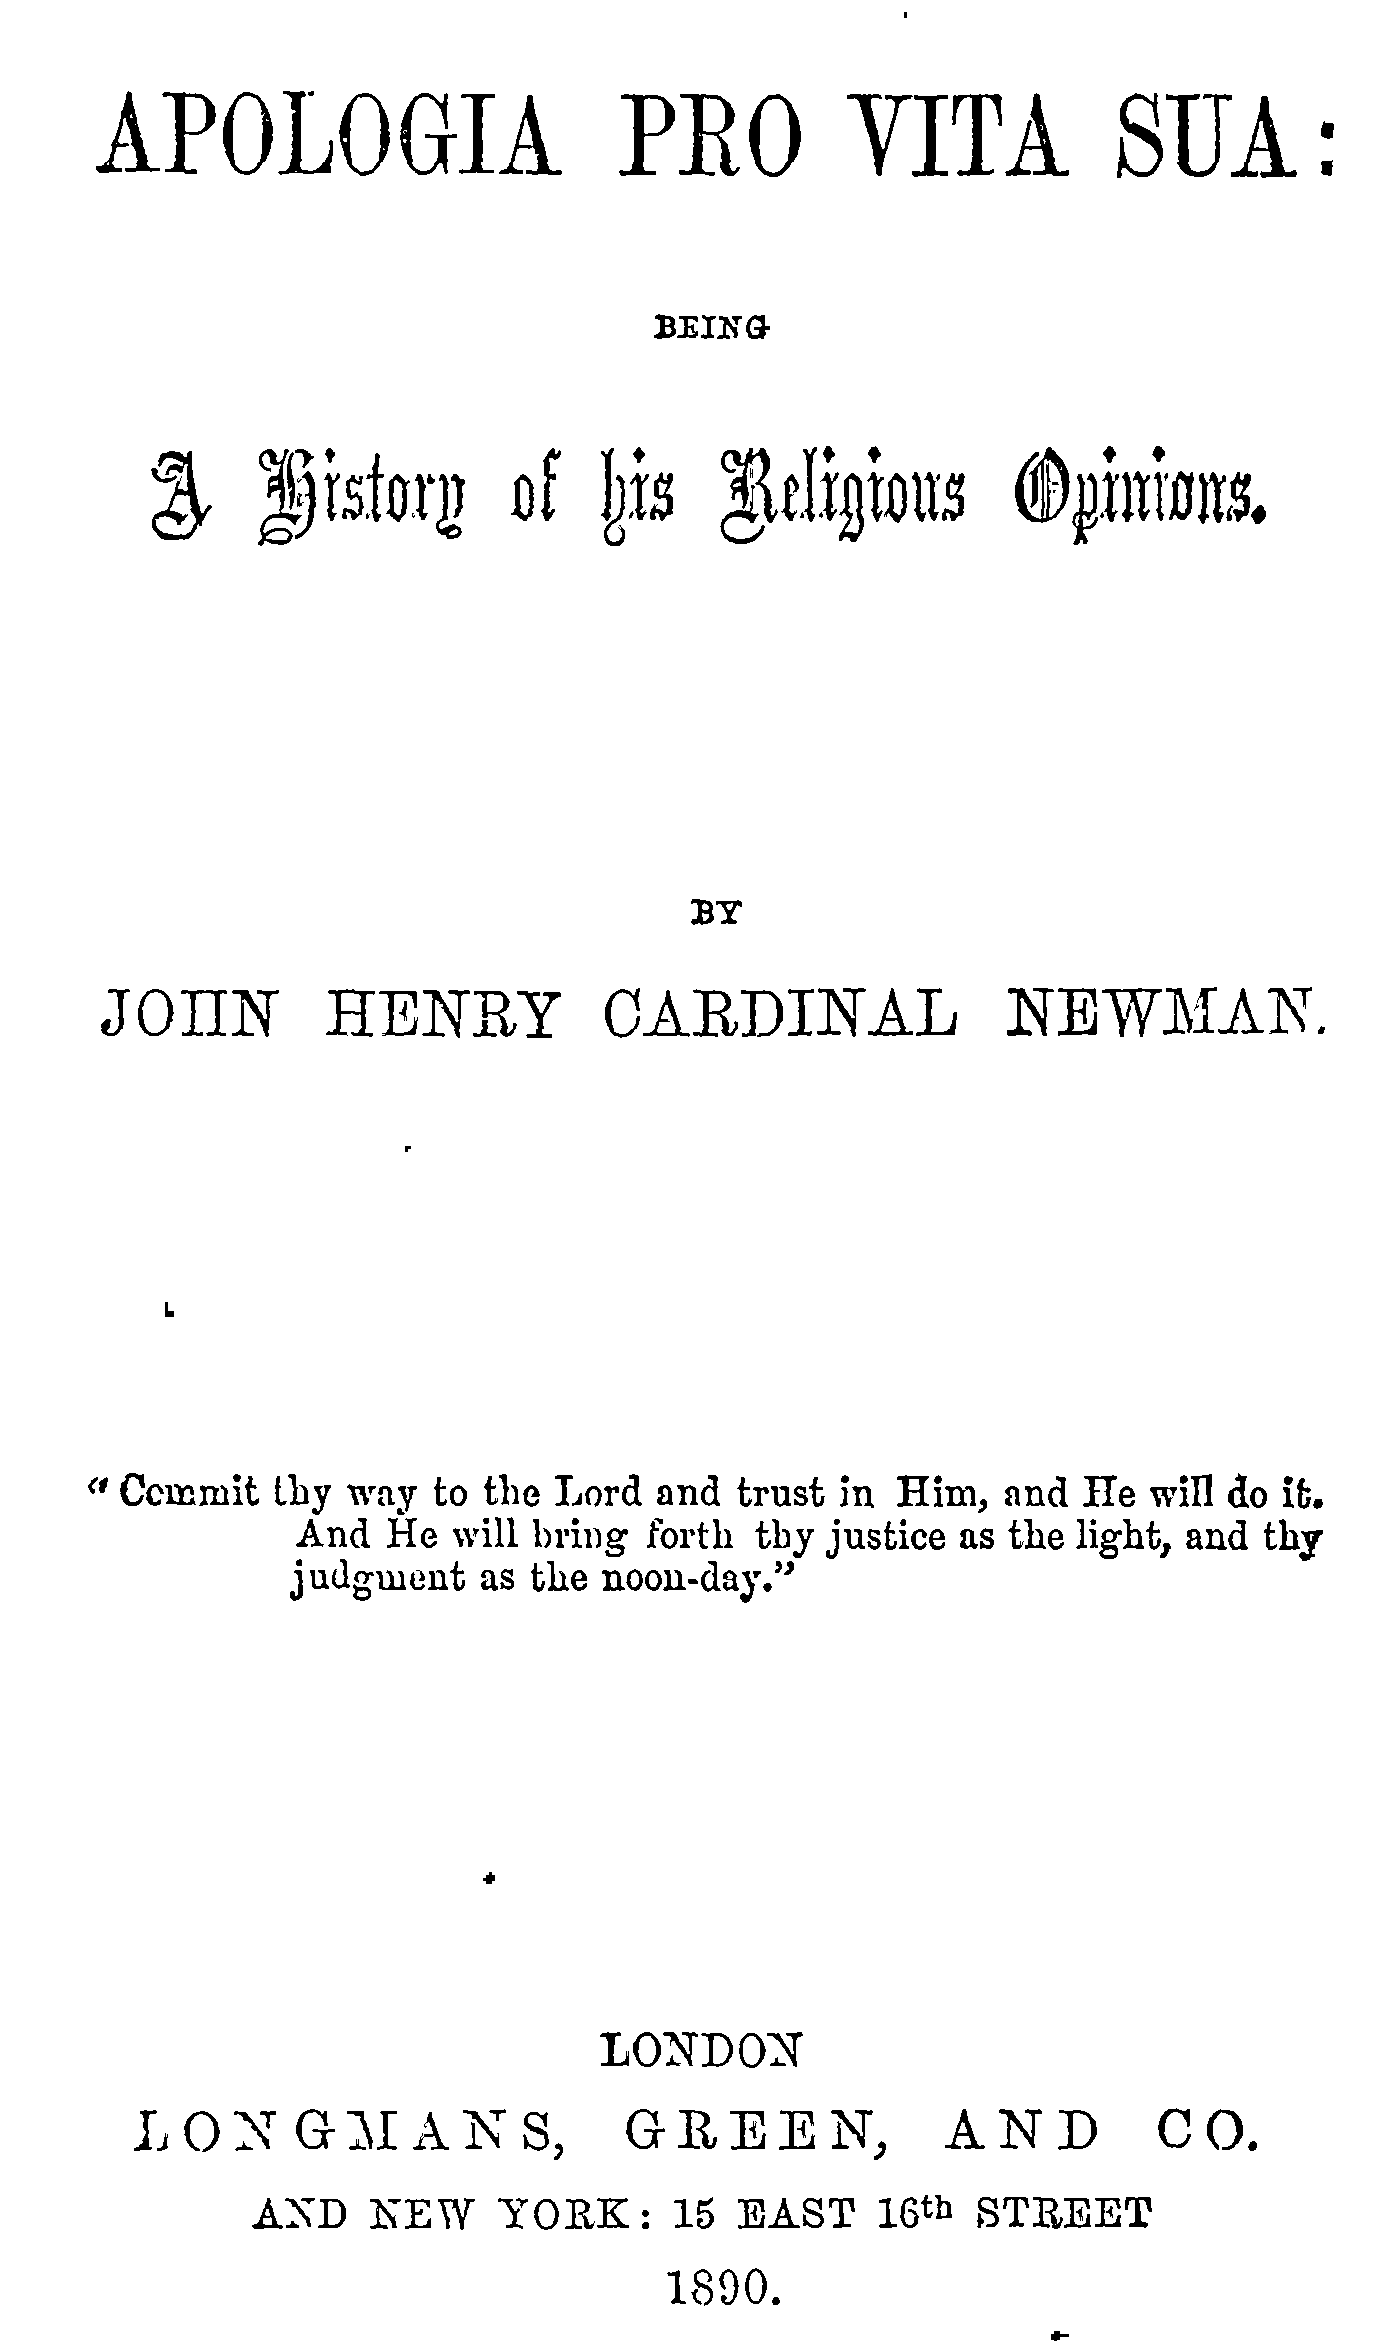 APOLOGIA PRO VITA SUA:
BEING
A History of his Religious Opinions.
BY
JOHN HENRY CARDINAL NEWMAN.
"Commit thy way to the Lord and trust in Him, and He will do it.
And He will bring forth thy justice as the light, and thy
judgment as the noon-day."
LONDON
LONGMANS, GREEN, AND CO.
AND NEW YORK: 15 EAST 16th STREET
1890.